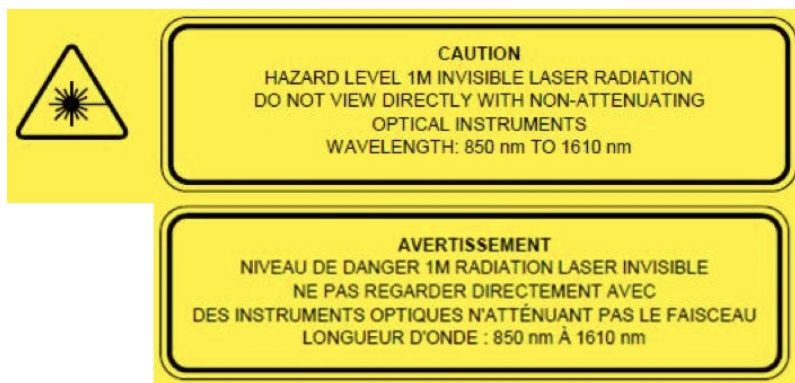 CAUTION
HAZARD LEVEL 1M INVISIBLE LASER RADIATION
DO NOT VIEW DIRECTLY WITH NON-ATTENUATING
OPTICAL INSTRUMENTS
WAVELENGTH: 850 nm TO 1610 nm
AVERTISSEMENT
NIVEAU DE DANGER 1M RADIATION LASER INVISIBLE
NE PAS REGARDER DIRECTEMENT AVEC
DES INSTRUMENTS OPTIQUES N'ATTÉNUANT PAS LE FAISCEAU
LONGUEUR D'ONDE : 850 nm À 1610 nm